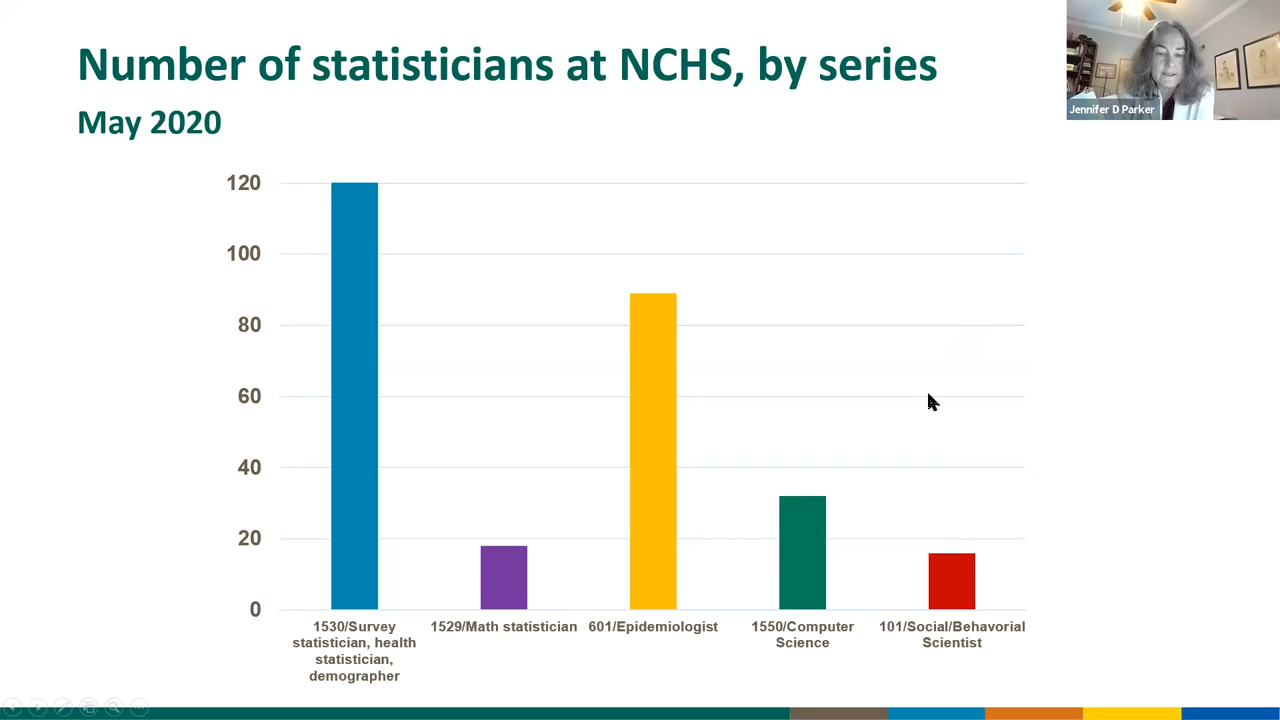 Number of statisticians at NCHS, by series
May 2020
Jennifer D Parker
120
100
80
60
40
20
0
1530/Survey
statistician, health
statistician,
demographer
1529/Math statistician
601/Epidemiologist
1550/Computer
Science
101/Social/Behavorial
Scientist